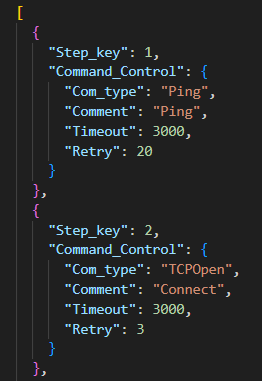 [
  {
    "Step_key": 1,
    "Command_Control": {
      "Com_type": "Ping",
      "Comment": "Ping",
      "Timeout": 3000,
      "Retry": 20
    }
  },
  {
    "Step_key": 2,
    "Command_Control": {
      "Com_type": "TCPOpen",
      "Comment": "Connect",
      "Timeout": 3000,
      "Retry": 3
    }
  },